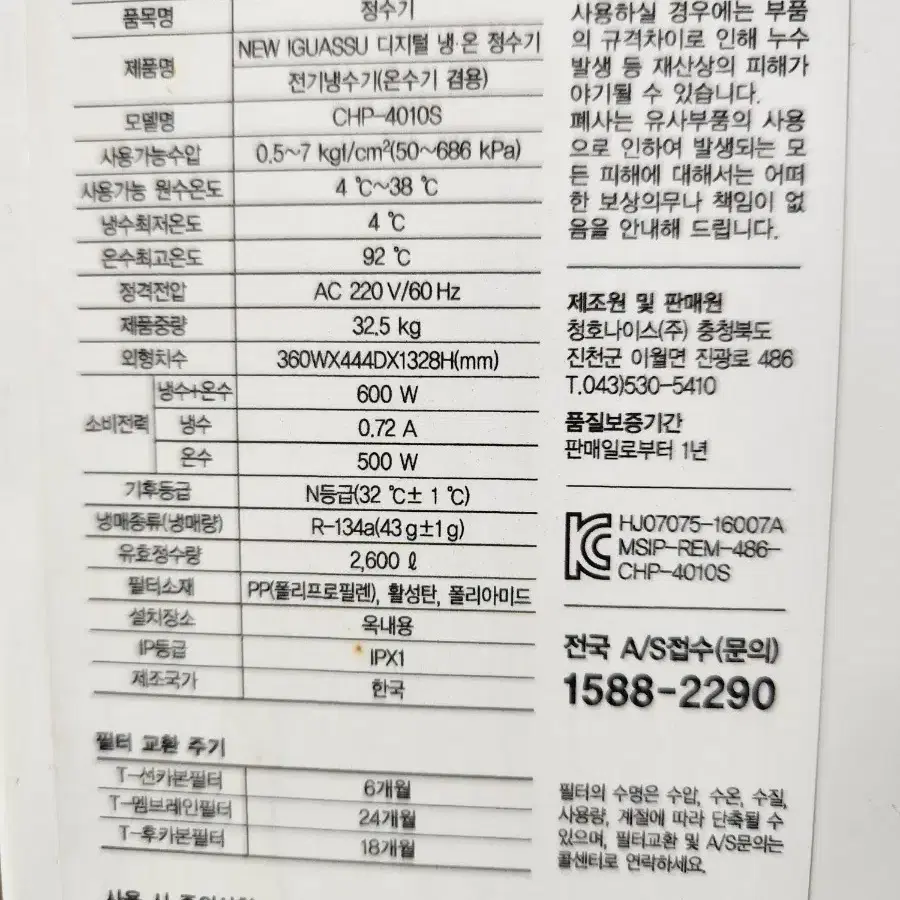 품목명 정수기
제품명 NEW IGUASSU 디지털 냉·온 정수기
전기냉수기(온수기 겸용)
모델명 CHP-4010S
사용가능수압 0.5~7 kgf/cm²(50~686 kPa)
사용가능 원수온도 4 ℃~38 ℃
냉수최저온도 4 ℃
온수최고온도 92 ℃
정격전압 AC 220 V/60 Hz
제품중량 32.5 kg
외형치수 360WX444DX1328H(mm)
소비전력 냉수+온수 600 W
냉수 0.72 A
온수 500 W
기후등급 N등급(32 ℃± 1 ℃)
냉매종류(냉매량) R-134a(43 g±1 g)
유효정수량 2,600 ℓ
필터소재 PP(폴리프로필렌), 활성탄, 폴리아미드
설치장소 옥내용
IP등급 IPX1
제조국가 한국
필터 교환 주기
T-선카본필터 6개월
T-멤브레인필터 24개월
T-후카본필터 18개월
사용하실 경우에는 부품
의 규격차이로 인해 누수
발생 등 재산상의 피해가
야기될 수 있습니다.
폐사는 유사부품의 사용
으로 인하여 발생되는 모
든 피해에 대해서는 어떠
한 보상의무나 책임이 없
음을 안내해 드립니다.
제조원 및 판매원
청호나이스(주) 충청북도
진천군 이월면 진광로 486
T.043)530-5410
품질보증기간
판매일로부터 1년
HJ07075-16007A
MSIP-REM-486-
CHP-4010S
전국 A/S접수(문의)
1588-2290
필터의 수명은 수압, 수온, 수질,
사용량, 계절에 따라 단축될 수
있으며, 필터교환 및 A/S문의는
콜센터로 연락하세요.